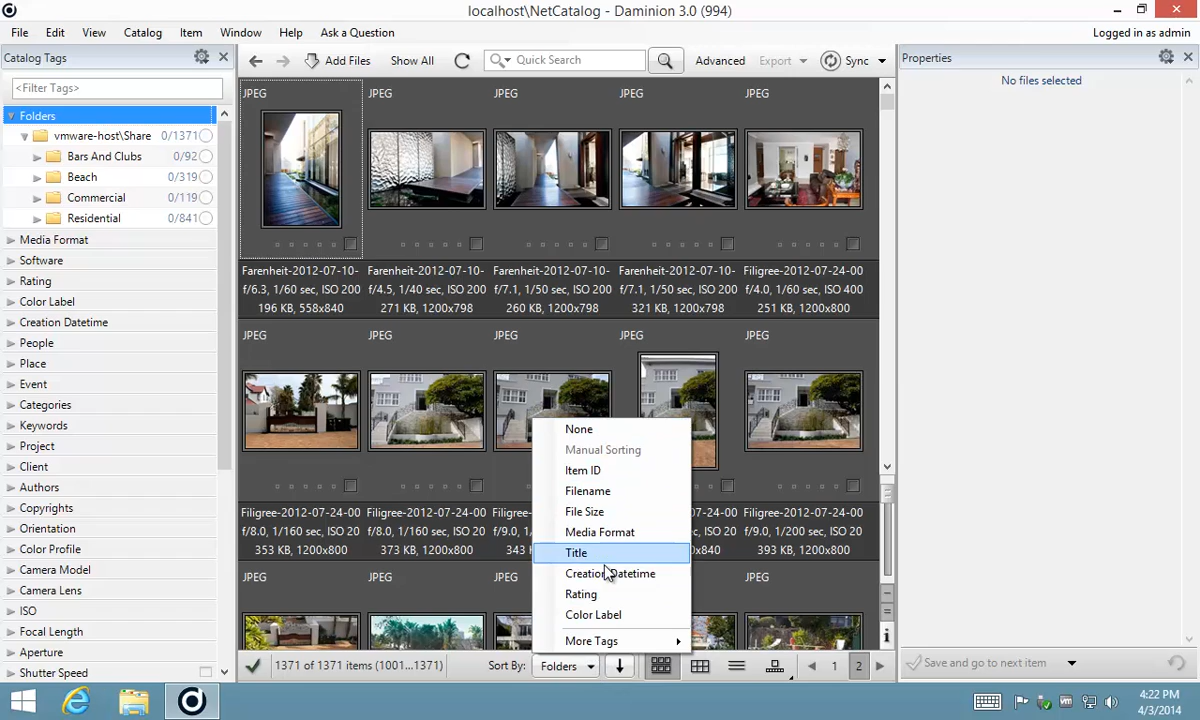 localhost\NetCatalog - Daminion 3.0 (994)
File Edit View Catalog Item Window Help Ask a Question Logged in as admin
Catalog Tags
Add Files Show All Quick Search Advanced Export Sync
Properties
<Filter Tags>
No files selected
Folders
vmware-host\Share 0/1371
Bars And Clubs 0/92
Beach 0/319
Commercial 0/119
Residential 0/841
Media Format
Software
Rating
Color Label
Creation Datetime
People
Place
Event
Categories
Keywords
Project
Client
Authors
Copyrights
Orientation
Color Profile
Camera Model
Camera Lens
ISO
Focal Length
Aperture
Shutter Speed
JPEG JPEG JPEG JPEG JPEG
Farenheit-2012-07-10- Farenheit-2012-07-10- Farenheit-2012-07-10- Farenheit-2012-07-10- Filigree-2012-07-24-00
f/6.3, 1/60 sec, ISO 200 f/4.5, 1/40 sec, ISO 200 f/7.1, 1/50 sec, ISO 200 f/7.1, 1/50 sec, ISO 200 f/4.0, 1/60 sec, ISO 400
196 KB, 558x840 271 KB, 1200x798 260 KB, 1200x798 321 KB, 1200x798 251 KB, 1200x800
JPEG JPEG JPEG JPEG JPEG
Filigree-2012-07-24-00 Filigree-2012-07-24-00 Filigree-2012-07-24-00
f/8.0, 1/160 sec, ISO 20 f/8.0, 1/160 sec, ISO 20 f/9.0, 1/200 sec, ISO 20
353 KB, 1200x800 373 KB, 1200x800 343 393 KB, 1200x800
JPEG JPEG JPEG JPEG
None
Manual Sorting
Item ID
Filename
File Size
Media Format
Title
Creation Datetime
Rating
Color Label
More Tags
1371 of 1371 items (1001...1371) Sort By: Folders 1 2
Save and go to next item
4:22 PM
4/3/2014